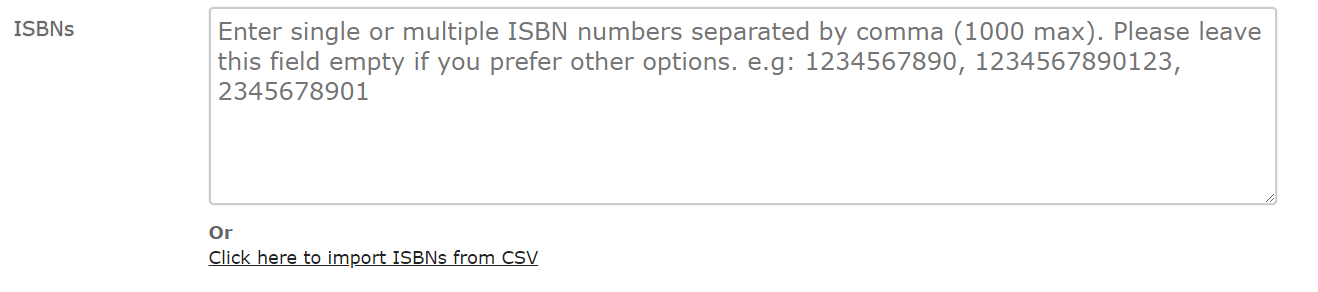 ISBNs
Enter single or multiple ISBN numbers separated by comma (1000 max). Please leave
this field empty if you prefer other options. e.g: 1234567890, 1234567890123,
2345678901
Or
Click here to import ISBNs from CSV